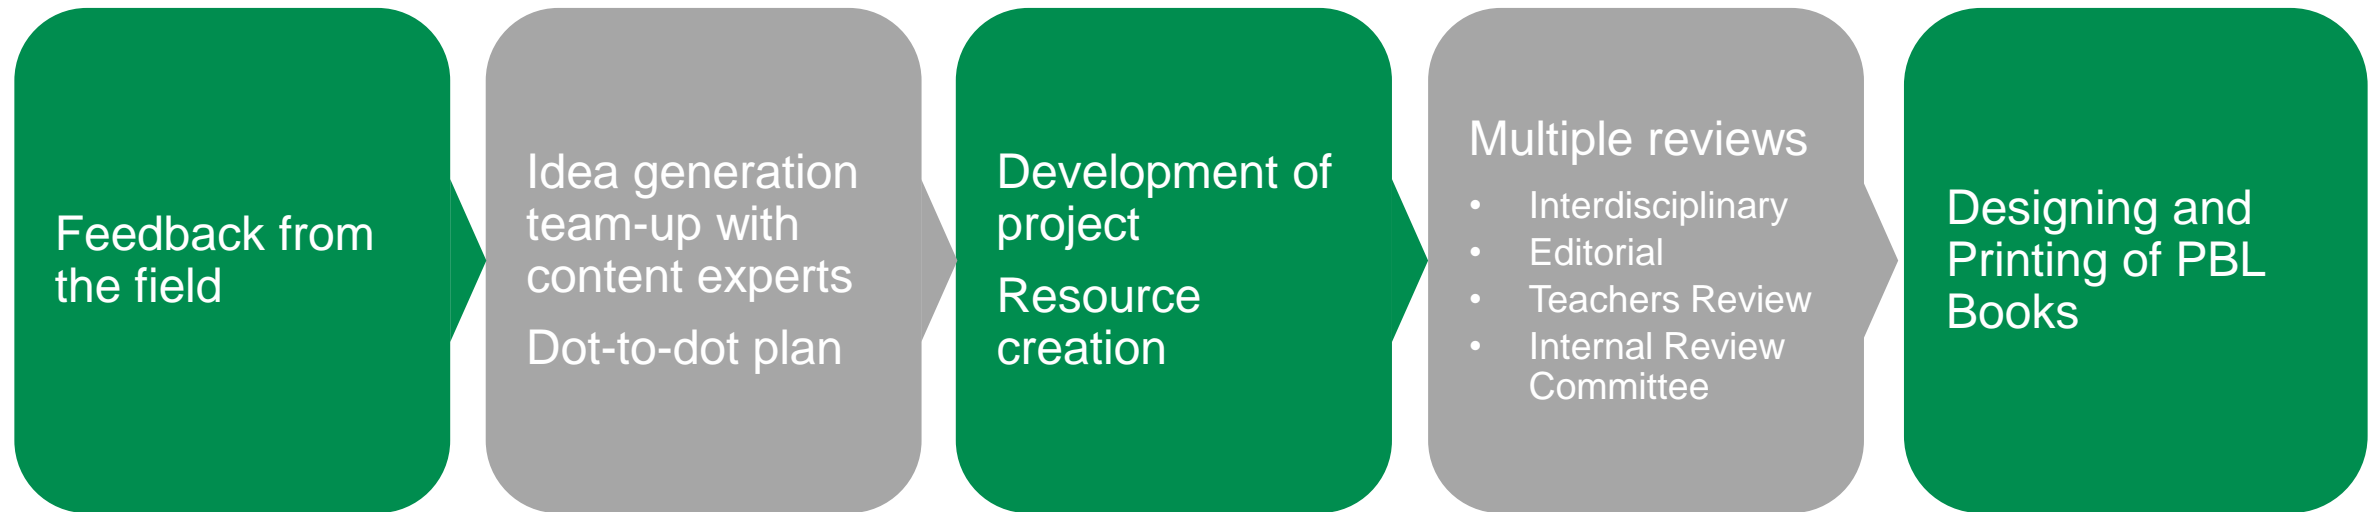 Feedback from
the field
Idea generation
team-up with
content experts
Dot-to-dot plan
Development of
project
Resource
creation
Multiple reviews
• Interdisciplinary
• Editorial
• Teachers Review
• Internal Review
Committee
Designing and
Printing of PBL
Books